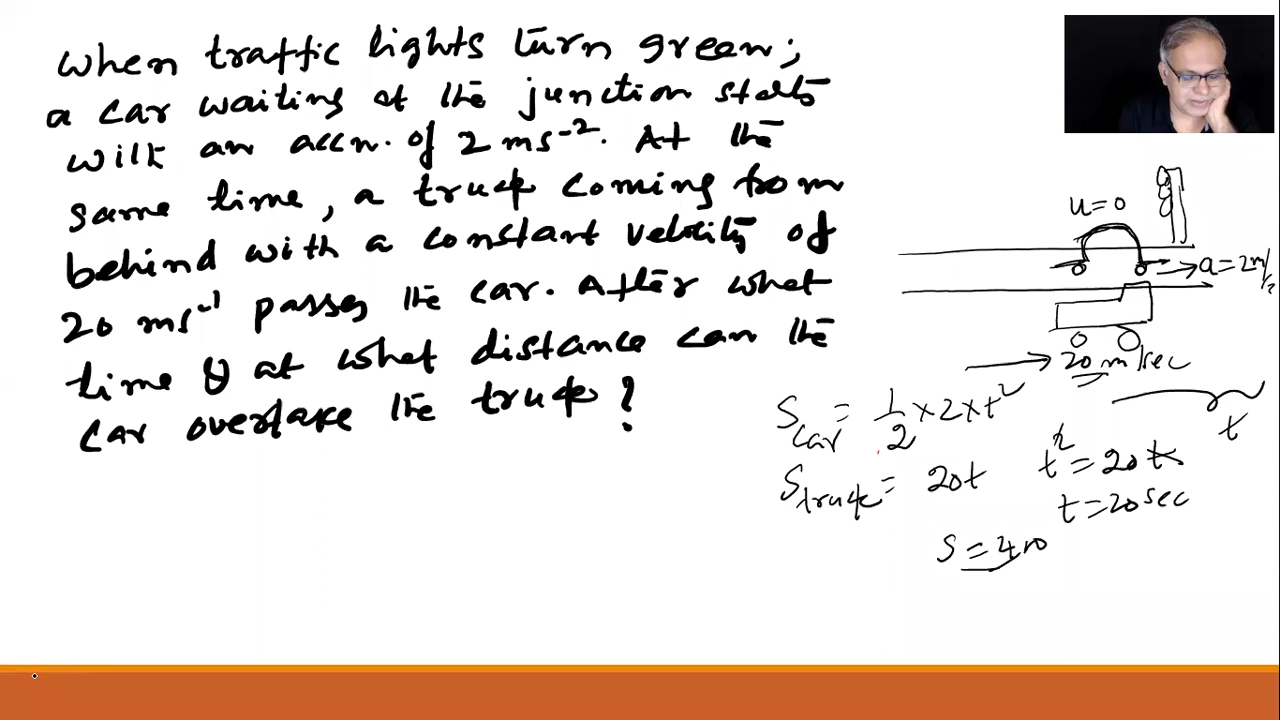 when traffic lights turn green;
a car waiting at the junction starts
with an accn. of 2 ms⁻². At the
same time, a truck coming from
behind with a constant velocity of
20 ms⁻¹ passes the car. After what
time & at what distance can the
car overtake the truck?
u=0
a=2m/s
20 m/sec
S car = 1/2 × 2 × t²
t
S truck = 20t
t² = 20t
t = 20 sec
S = 400